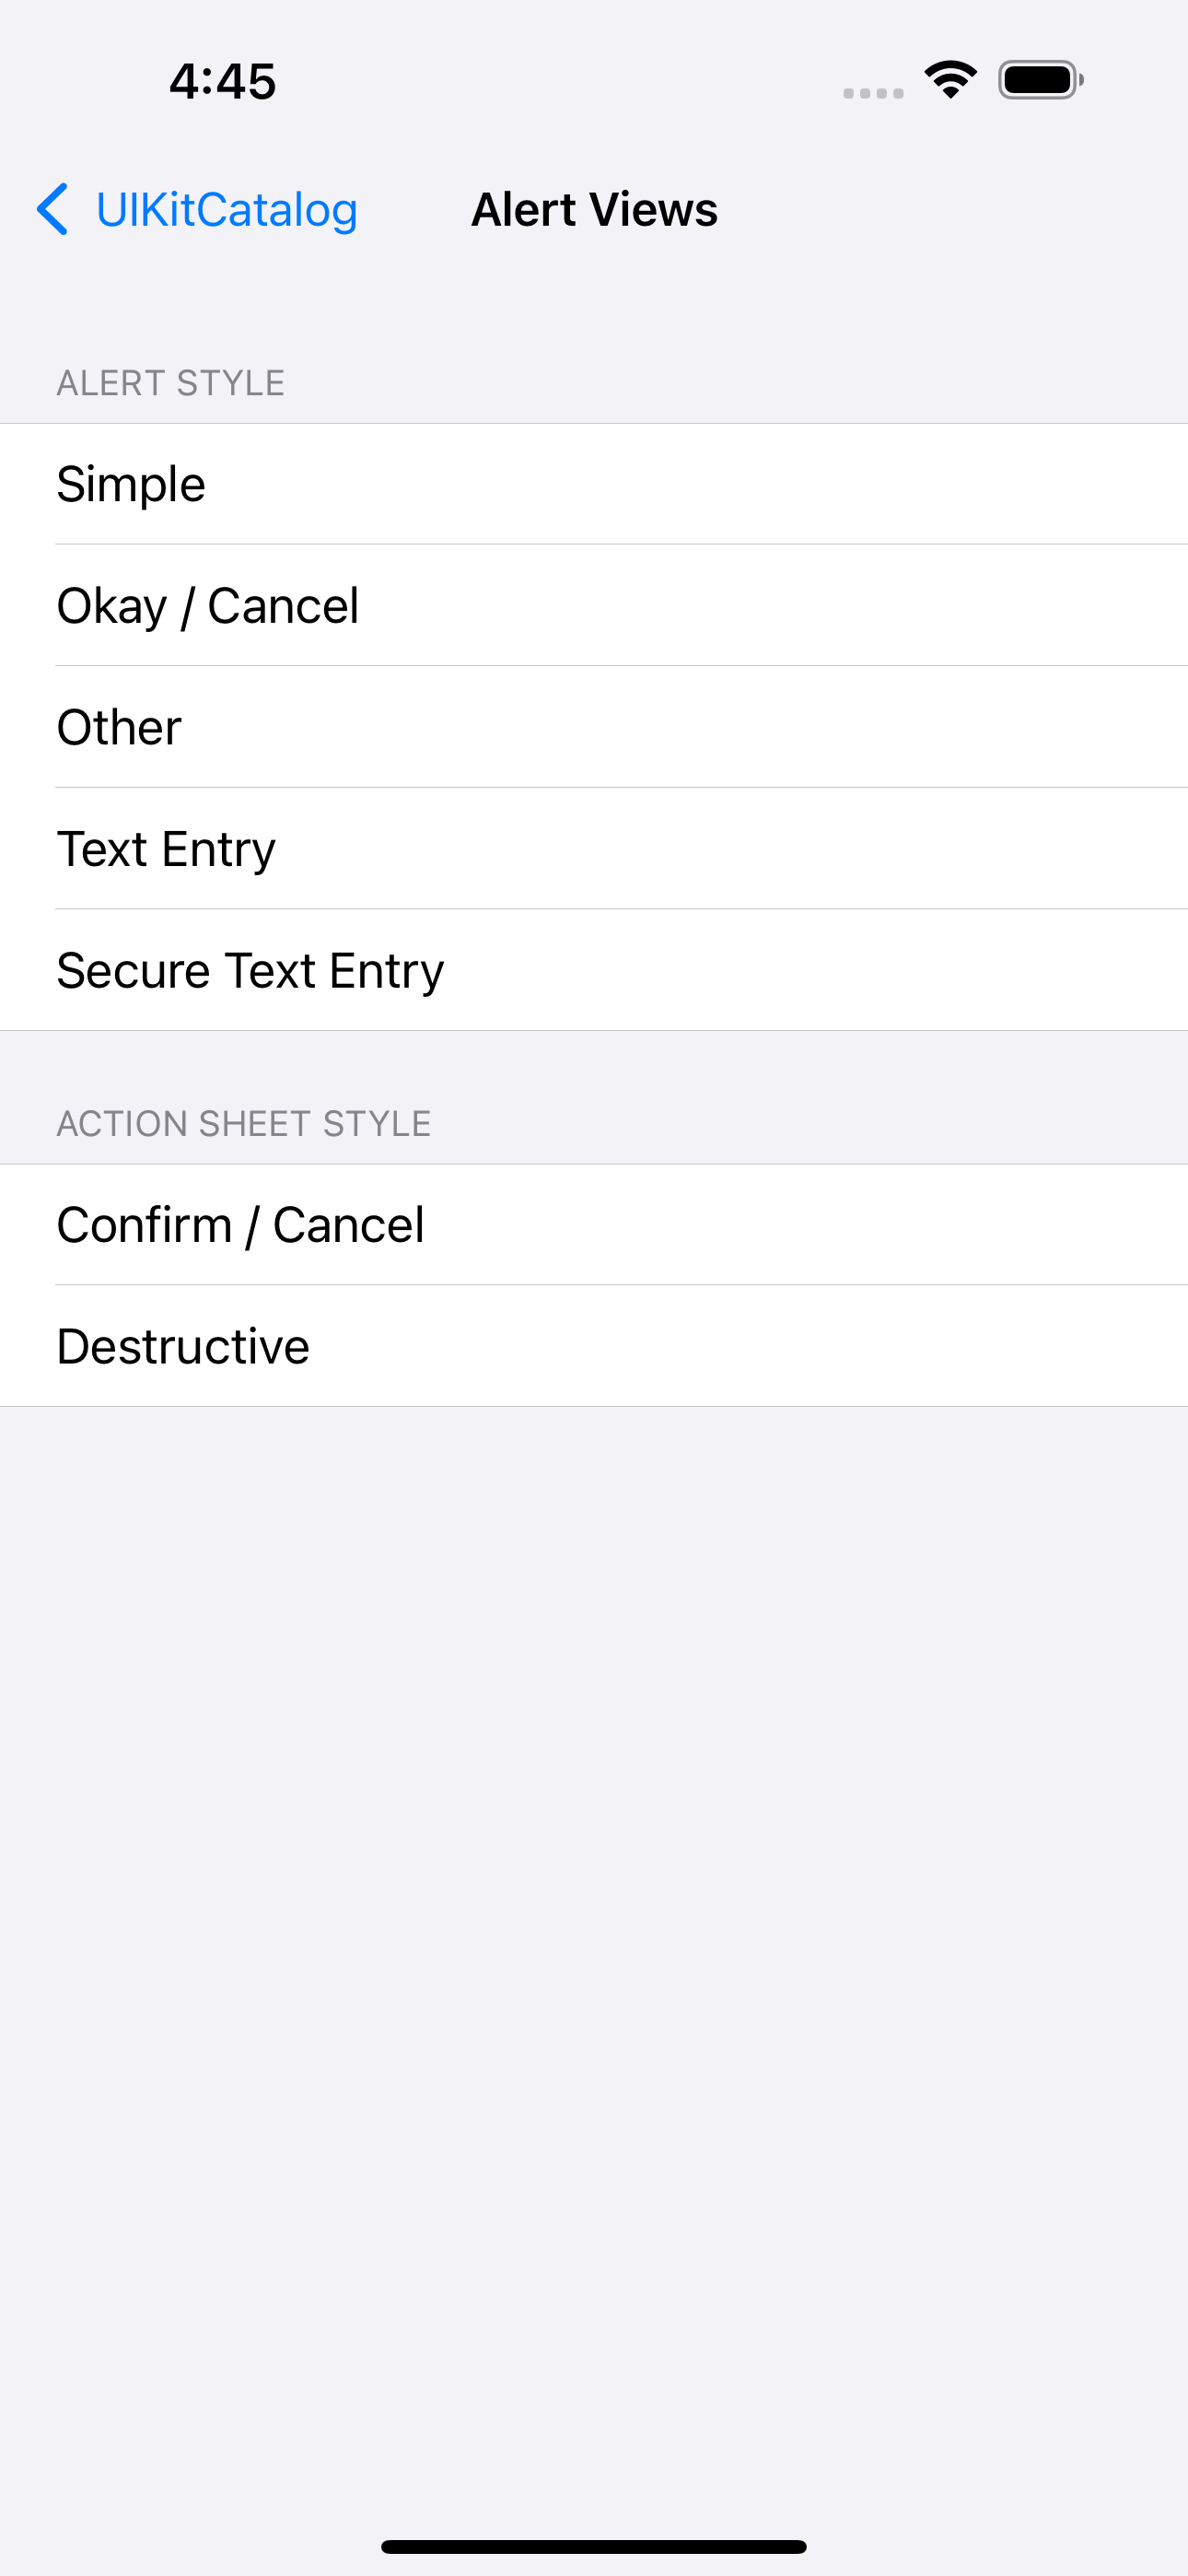 4:45
UIKitCatalog
Alert Views
ALERT STYLE
Simple
Okay / Cancel
Other
Text Entry
Secure Text Entry
ACTION SHEET STYLE
Confirm / Cancel
Destructive